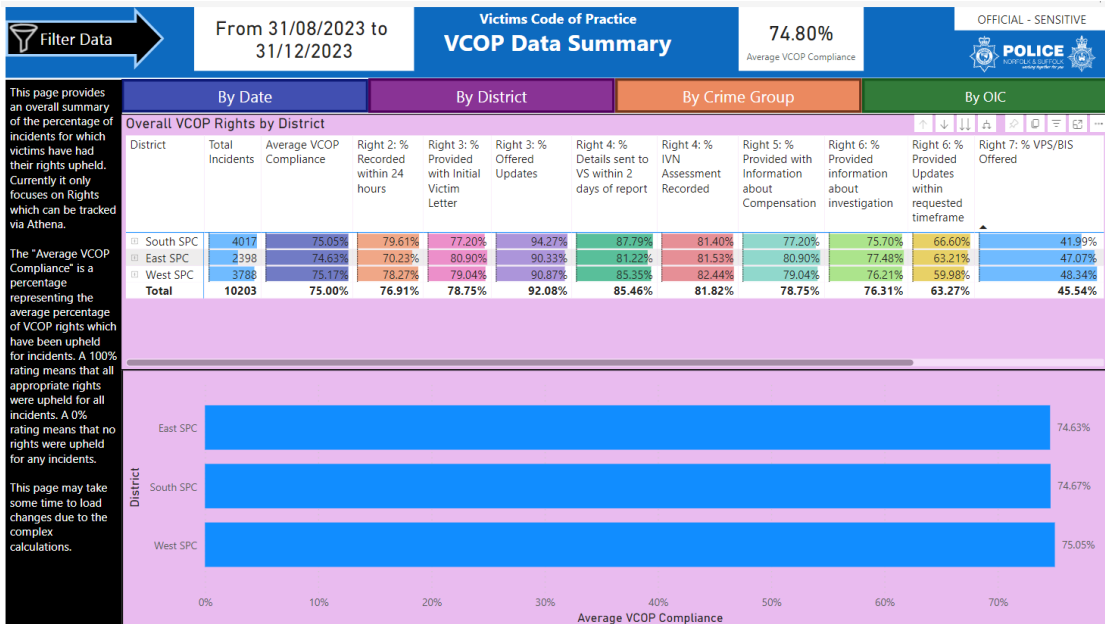 Filter Data
From 31/08/2023 to
31/12/2023
Victims Code of Practice
VCOP Data Summary
74.80%
Average VCOP Compliance
OFFICIAL - SENSITIVE
POLICE
NORFOLK & SUFFOLK
working together for you
This page provides
an overall summary
of the percentage of
incidents for which
victims have had
their rights upheld.
Currently it only
focuses on Rights
which can be tracked
via Athena.
The "Average VCOP
Compliance" is a
percentage
representing the
average percentage
of VCOP rights which
have been upheld
for incidents. A 100%
rating means that all
appropriate rights
were upheld for all
incidents. A 0%
rating means that no
rights were upheld
for any incidents.
This page may take
some time to load
changes due to the
complex
calculations.
By Date
By District
By Crime Group
By OIC
Overall VCOP Rights by District
District
Total
Incidents
Average VCOP
Compliance
Right 2: %
Recorded
within 24
hours
Right 3: %
Provided
with Initial
Victim
Letter
Right 3: %
Offered
Updates
Right 4: %
Details sent to
VS within 2
days of report
Right 4: %
IVN
Assessment
Recorded
Right 5: %
Provided with
Information
about
Compensation
Right 6: %
Provided
information
about
investigation
Right 6: %
Provided
Updates
within
requested
timeframe
Right 7: % VPS/BIS
Offered
South SPC 4017 75.05% 79.61% 77.20% 94.27% 87.79% 81.40% 77.20% 75.70% 66.60% 41.99%
East SPC 2398 74.63% 70.23% 80.90% 90.33% 81.22% 81.53% 80.90% 77.48% 63.21% 47.07%
West SPC 3788 75.17% 78.27% 79.04% 90.87% 85.35% 82.44% 79.04% 76.21% 59.98% 48.34%
Total 10203 75.00% 76.91% 78.75% 92.08% 85.46% 81.82% 78.75% 76.31% 63.27% 45.54%
District
East SPC 74.63%
South SPC 74.67%
West SPC 75.05%
0% 10% 20% 30% 40% 50% 60% 70%
Average VCOP Compliance